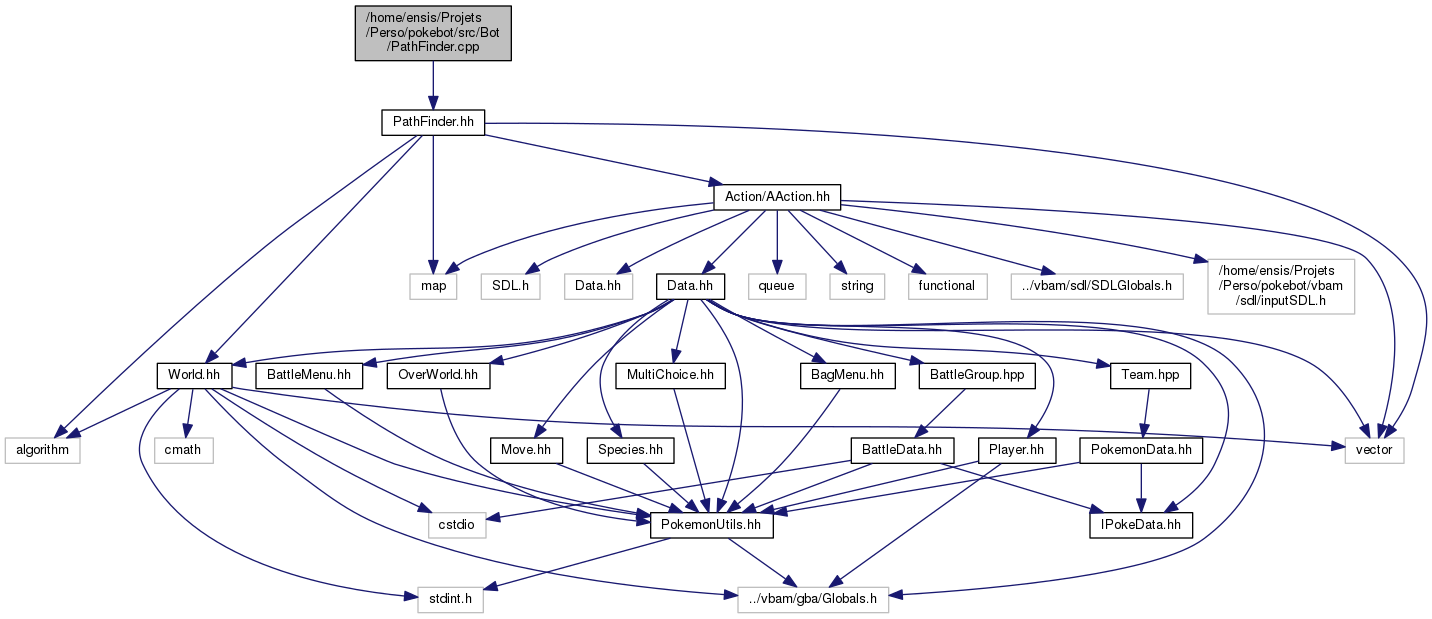 /home/ensis/Projets
/Perso/pokebot/src/Bot
/PathFinder.cpp
PathFinder.hh
Action/AAction.hh
map
SDL.h
Data.hh
Data.hh
queue
string
functional
../vbam/sdl/SDLGlobals.h
/home/ensis/Projets
/Perso/pokebot/vbam
/sdl/inputSDL.h
World.hh
BattleMenu.hh
OverWorld.hh
MultiChoice.hh
BagMenu.hh
BattleGroup.hpp
Team.hpp
algorithm
cmath
Move.hh
Species.hh
BattleData.hh
Player.hh
PokemonData.hh
vector
cstdio
PokemonUtils.hh
IPokeData.hh
stdint.h
../vbam/gba/Globals.h